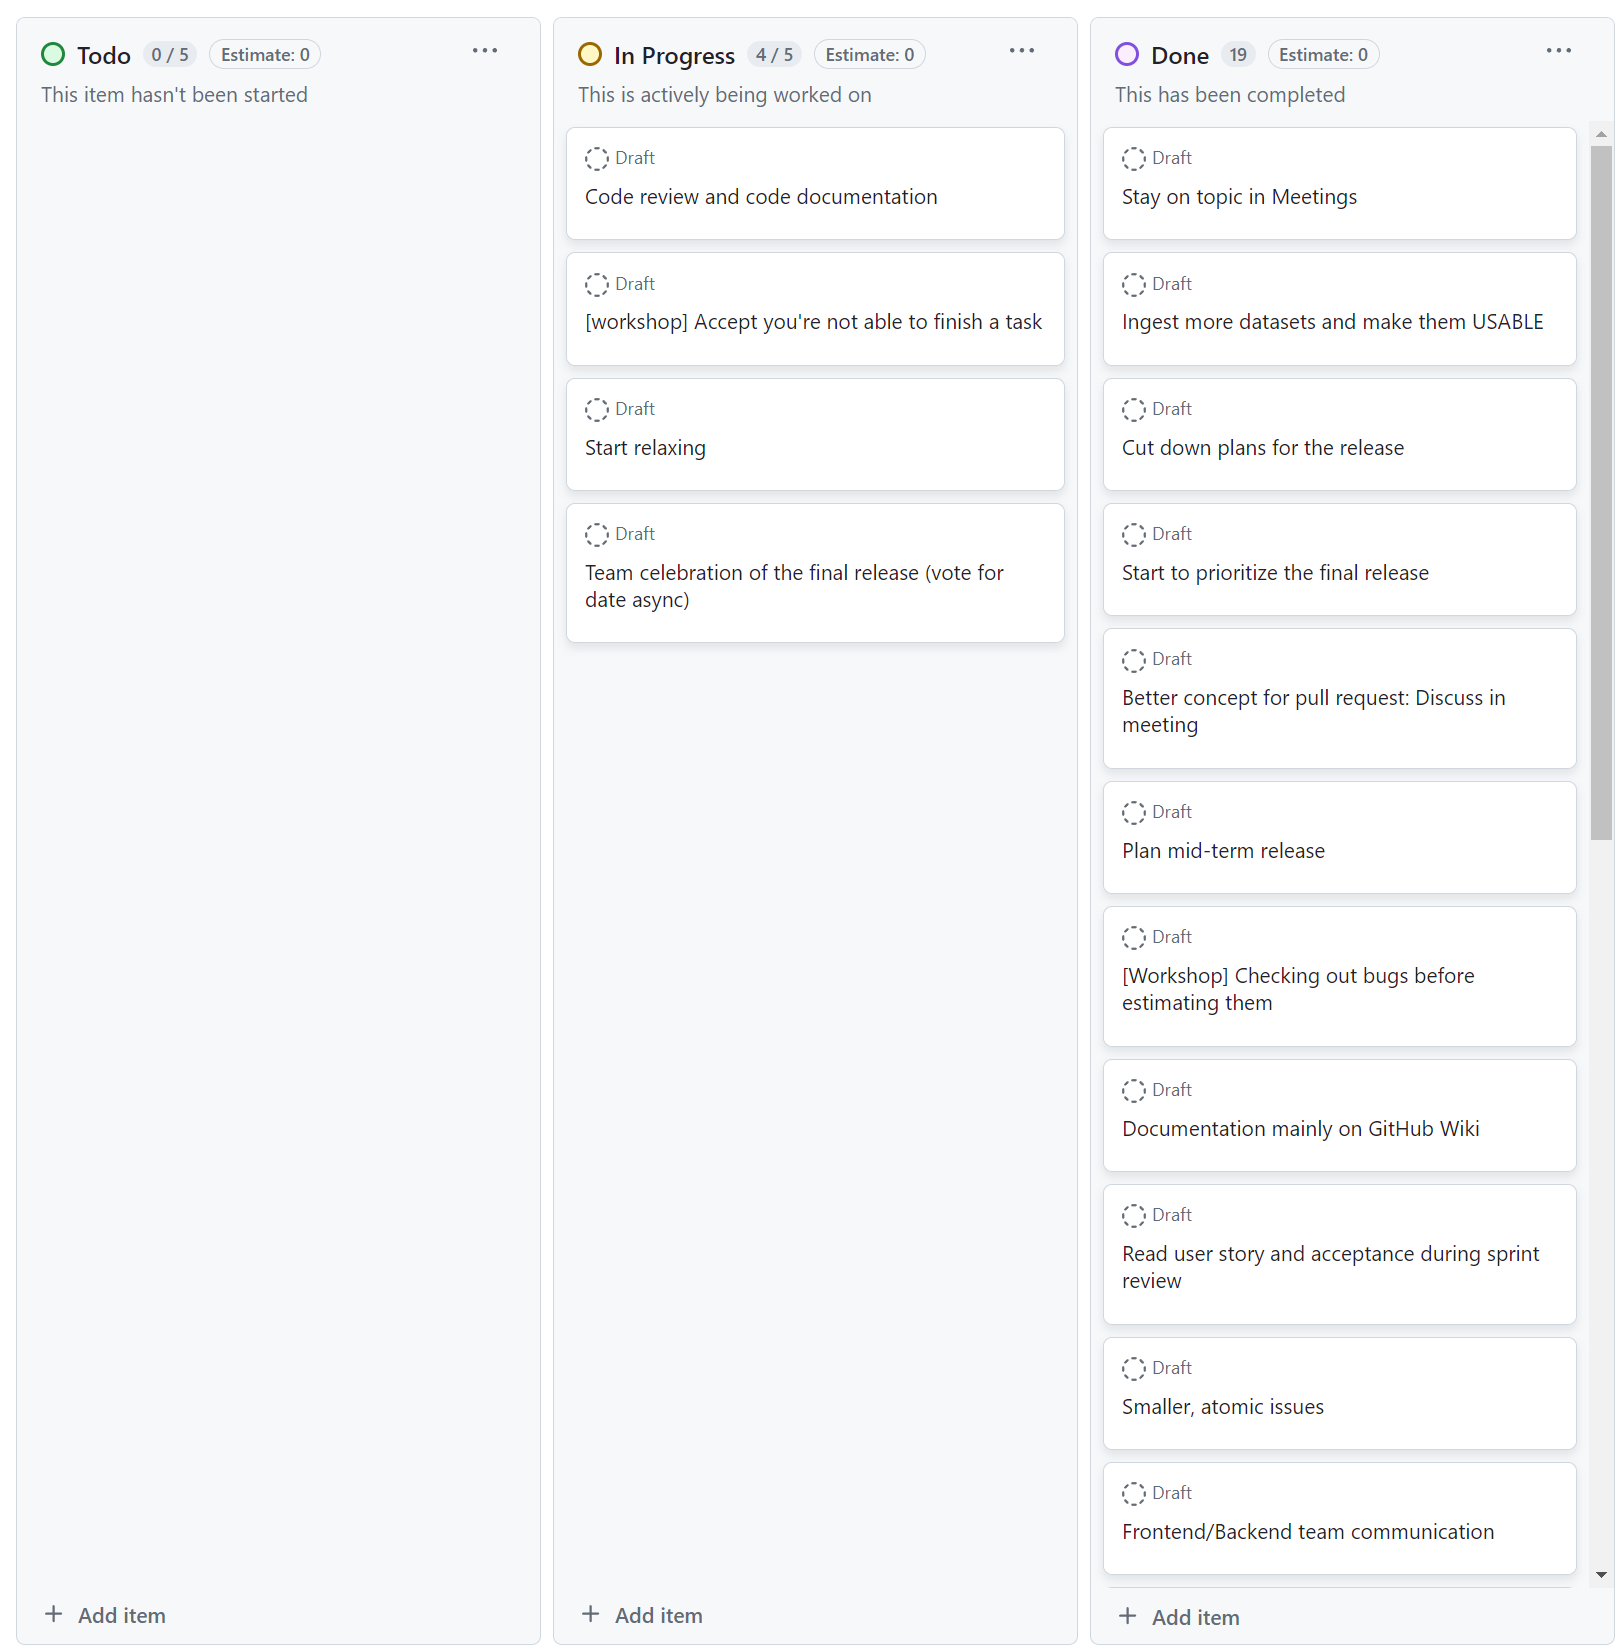 Todo 0 / 5 Estimate: 0
This item hasn't been started
Add item
In Progress 4 / 5 Estimate: 0
This is actively being worked on
Draft
Code review and code documentation
Draft
[workshop] Accept you're not able to finish a task
Draft
Start relaxing
Draft
Team celebration of the final release (vote for
date async)
Add item
Done 19 Estimate: 0
This has been completed
Draft
Stay on topic in Meetings
Draft
Ingest more datasets and make them USABLE
Draft
Cut down plans for the release
Draft
Start to prioritize the final release
Draft
Better concept for pull request: Discuss in
meeting
Draft
Plan mid-term release
Draft
[Workshop] Checking out bugs before
estimating them
Draft
Documentation mainly on GitHub Wiki
Draft
Read user story and acceptance during sprint
review
Draft
Smaller, atomic issues
Draft
Frontend/Backend team communication
Add item